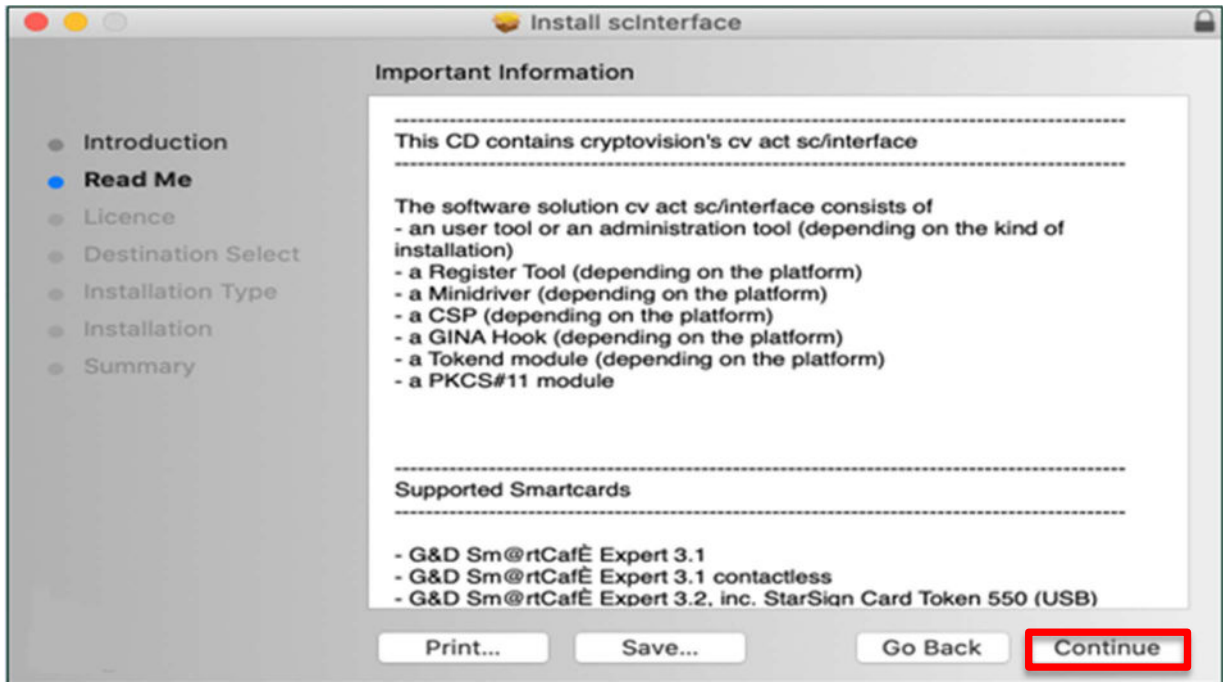 Install scInterface
Important Information
Introduction
Read Me
Licence
Destination Select
Installation Type
Installation
Summary
--------------------------------------------------------------------------------
This CD contains cryptovision's cv act sc/interface
--------------------------------------------------------------------------------
The software solution cv act sc/interface consists of
- an user tool or an administration tool (depending on the kind of
installation)
- a Register Tool (depending on the platform)
- a Minidriver (depending on the platform)
- a CSP (depending on the platform)
- a GINA Hook (depending on the platform)
- a Tokend module (depending on the platform)
- a PKCS#11 module
--------------------------------------------------------------------------------
Supported Smartcards
--------------------------------------------------------------------------------
- G&D Sm@rtCafÈ Expert 3.1
- G&D Sm@rtCafÈ Expert 3.1 contactless
- G&D Sm@rtCafÈ Expert 3.2, inc. StarSign Card Token 550 (USB)
Print...
Save...
Go Back
Continue